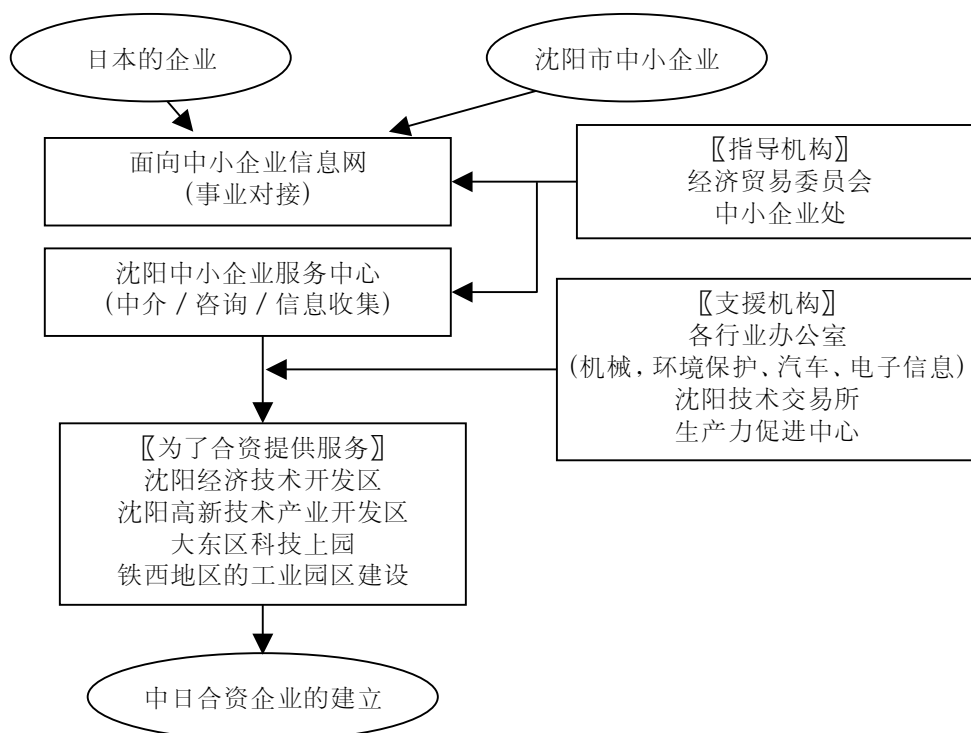 日本的企业
沈阳市中小企业
面向中小企业信息网
(事业对接)
〖指导机构〗
经济贸易委员会
中小企业处
沈阳中小企业服务中心
(中介 / 咨询 / 信息收集)
〖支援机构〗
各行业办公室
(机械, 环境保护、汽车、电子信息)
沈阳技术交易所
生产力促进中心
〖为了合资提供服务〗
沈阳经济技术开发区
沈阳高新技术产业开发区
大东区科技上园
铁西地区的工业园区建设
中日合资企业的建立